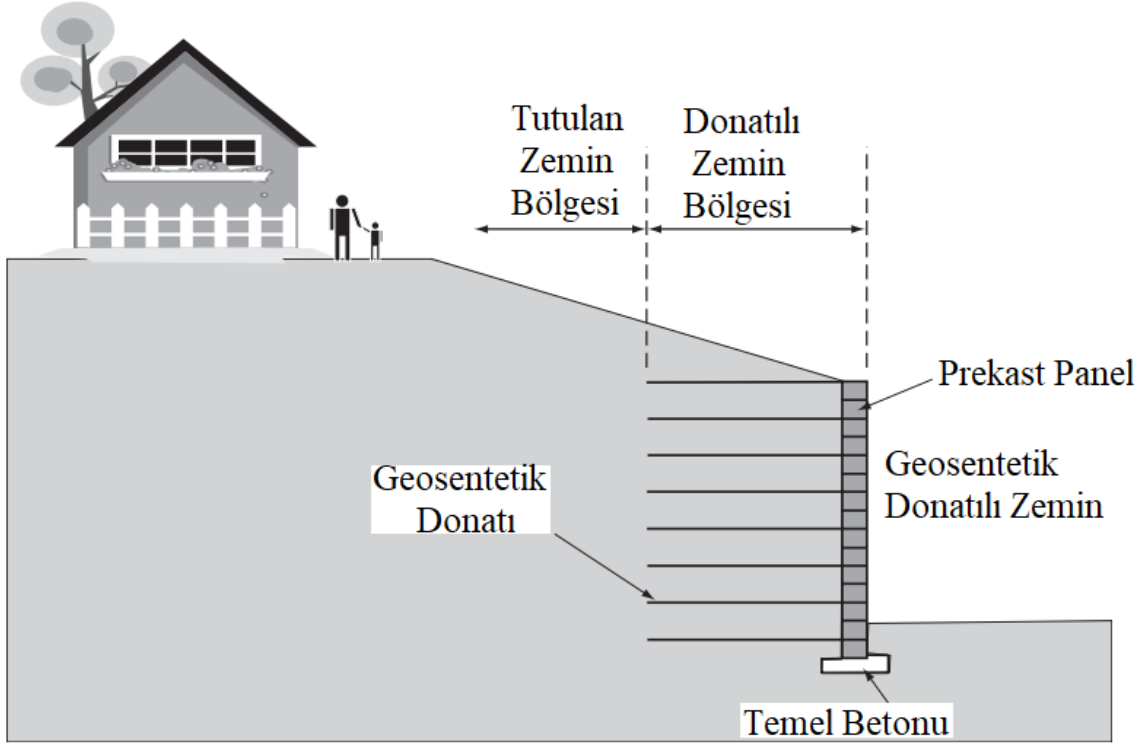 Tutulan
Zemin
Bölgesi
Donatılı
Zemin
Bölgesi
Prekast Panel
Geosentetik
Donatı
Geosentetik
Donatılı Zemin
Temel Betonu